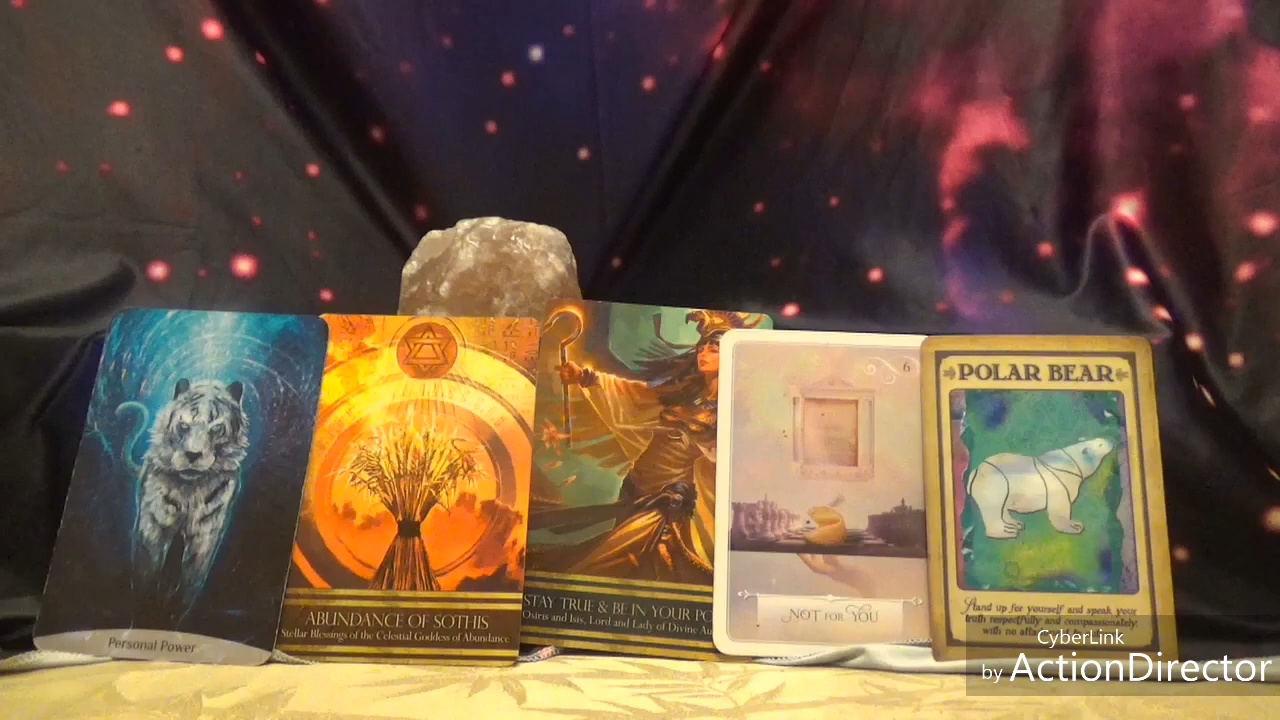 Personal Power
ABUNDANCE OF SOTHIS
Stellar Blessings of the Celestial Goddess of Abundance
STAY TRUE & BE IN YOUR PO
Osiris and Isis, Lord and Lady of Divine Au
6
NOT FOR YOU
POLAR BEAR
Stand up for yourself and speak your
truth respectfully and compassionately,
with no
CyberLink
by ActionDirector